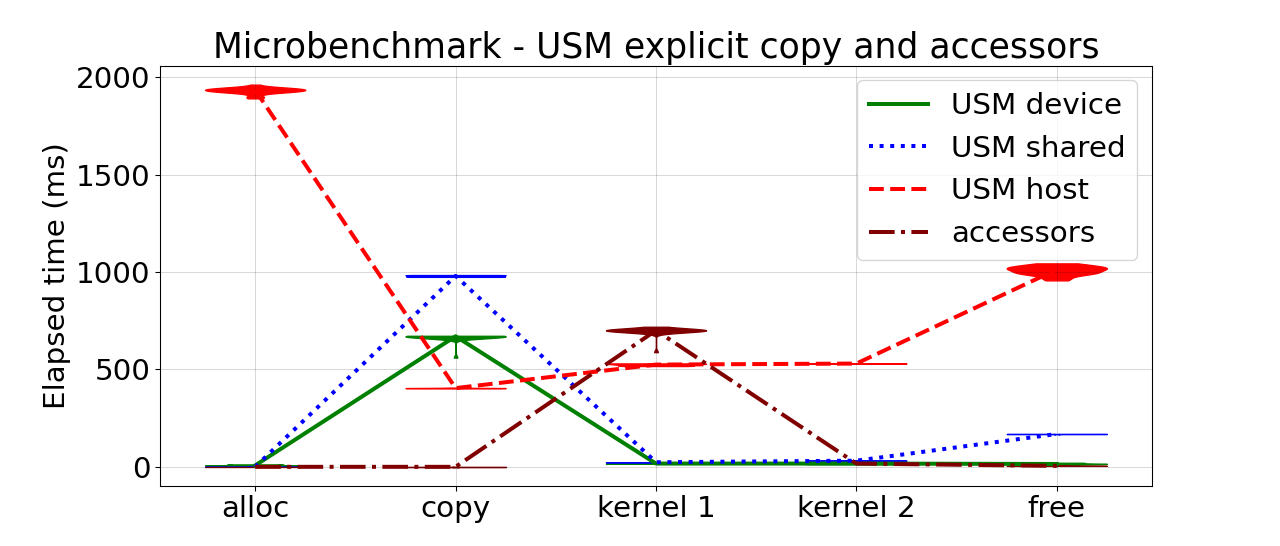 Microbenchmark - USM explicit copy and accessors
Elapsed time (ms)
2000
1500
1000
500
0
USM device
USM shared
USM host
accessors
alloc
copy
kernel 1
kernel 2
free